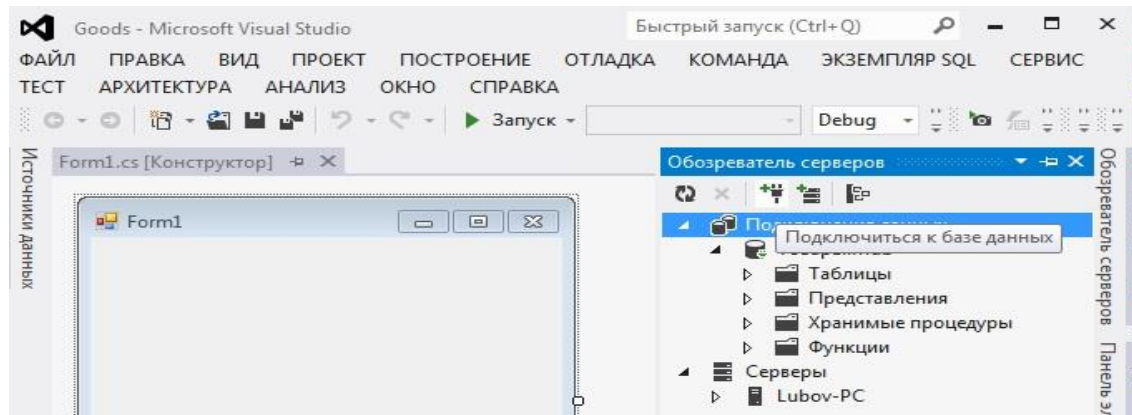 Goods - Microsoft Visual Studio
Быстрый запуск (Ctrl+Q)
ФАЙЛ ПРАВКА ВИД ПРОЕКТ ПОСТРОЕНИЕ ОТЛАДКА КОМАНДА ЭКЗЕМПЛЯР SQL СЕРВИС
ТЕСТ АРХИТЕКТУРА АНАЛИЗ ОКНО СПРАВКА
Запуск
Debug
Источники данных
Form1.cs [Конструктор]
Form1
Обозреватель серверов
Подключиться к базе данных
Таблицы
Представления
Хранимые процедуры
Функции
Серверы
Lubov-PC
Обозреватель серверов
Панель